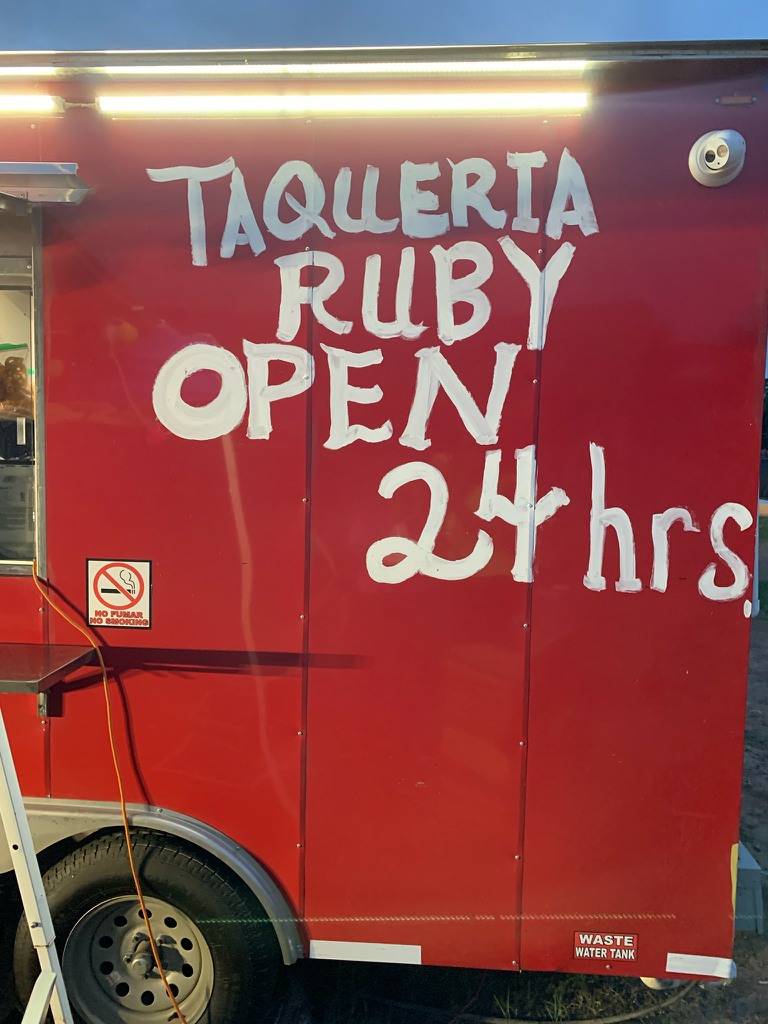 TAQUERIA
RUBY
OPEN
24 hrs.
NO FUMAR
NO SMOKING
WASTE
WATER TANK